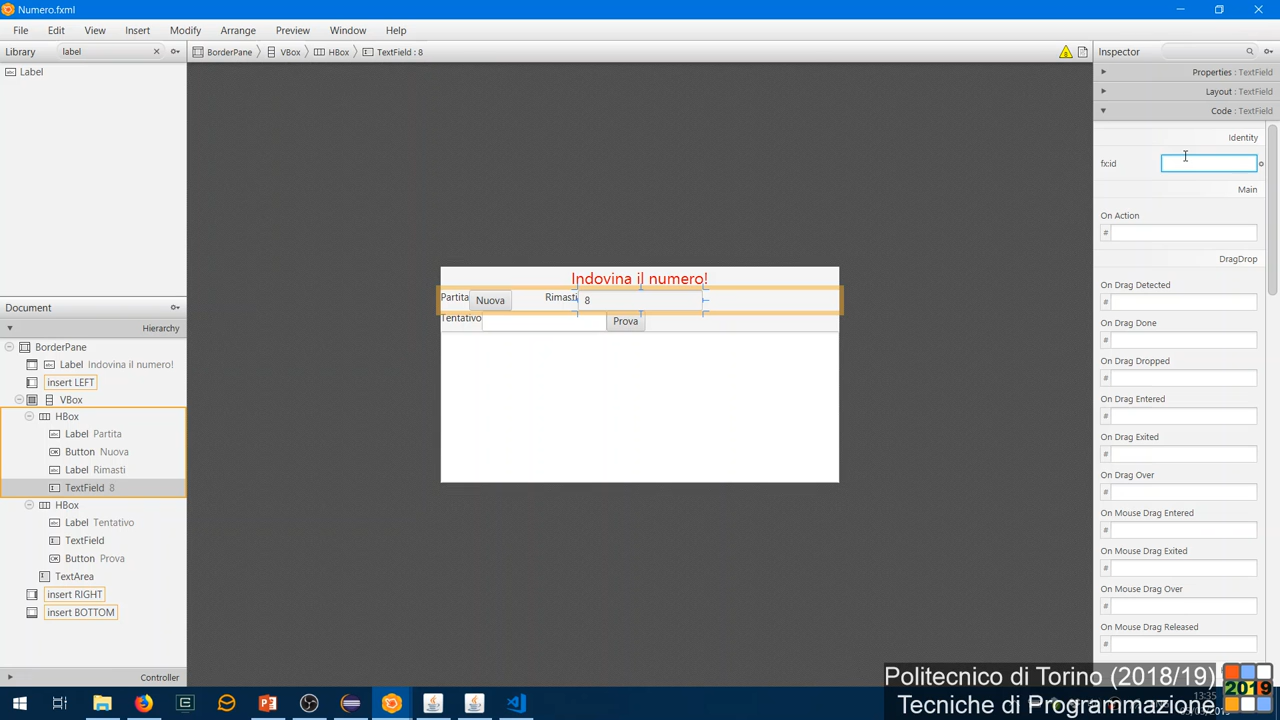 Numero.fxml
File Edit View Insert Modify Arrange Preview Window Help
Library label
BorderPane VBox HBox TextField : 8
Inspector
Label
Properties : TextField
Layout : TextField
Code : TextField
Identity
fx:id
Main
On Action
#
DragDrop
On Drag Detected
#
On Drag Done
#
On Drag Dropped
#
On Drag Entered
#
On Drag Exited
#
On Drag Over
#
On Mouse Drag Entered
#
On Mouse Drag Exited
#
On Mouse Drag Over
#
On Mouse Drag Released
#
Indovina il numero!
Partita Nuova Rimasti 8
Tentativo Prova
Document
Hierarchy
BorderPane
Label Indovina il numero!
insert LEFT
VBox
HBox
Label Partita
Button Nuova
Label Rimasti
TextField 8
HBox
Label Tentativo
TextField
Button Prova
TextArea
insert RIGHT
insert BOTTOM
Controller
Politecnico di Torino (2018/19)
Tecniche di Programmazione
2019
13:35